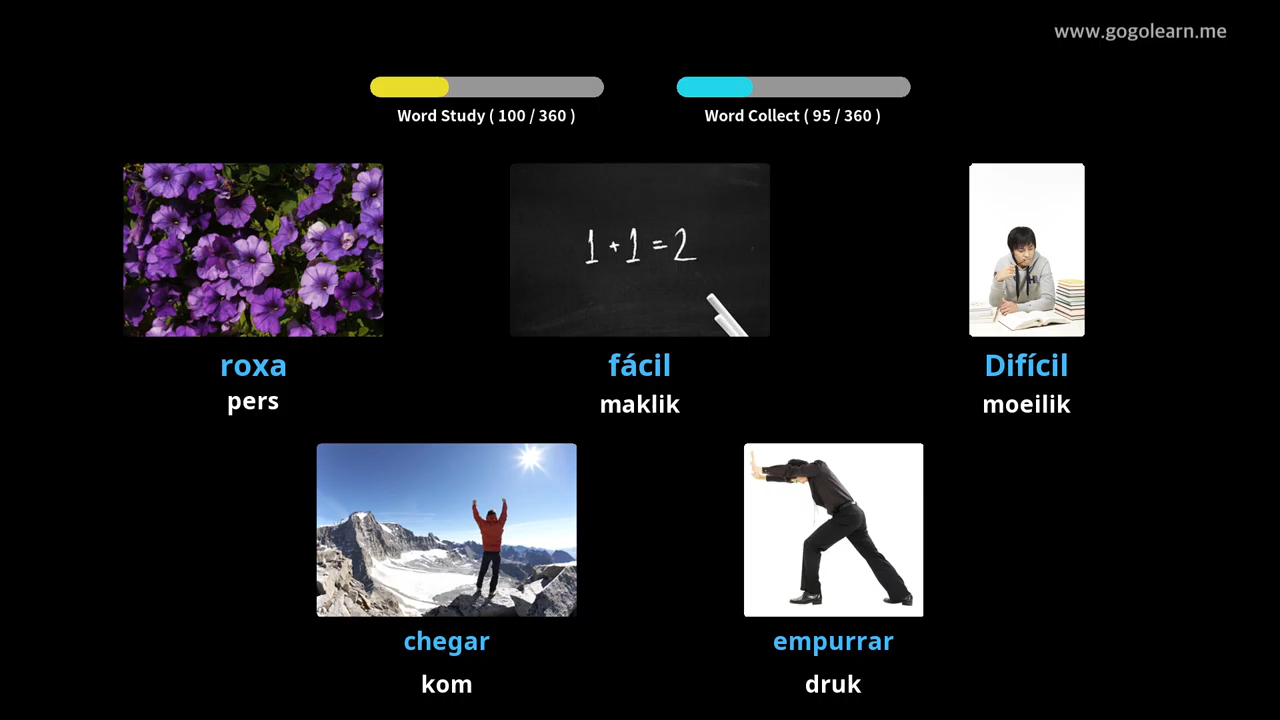 www.gogolearn.me
Word Study ( 100 / 360 )
Word Collect ( 95 / 360 )
1 + 1 = 2
roxa
pers
fácil
maklik
Difícil
moeilik
chegar
kom
empurrar
druk